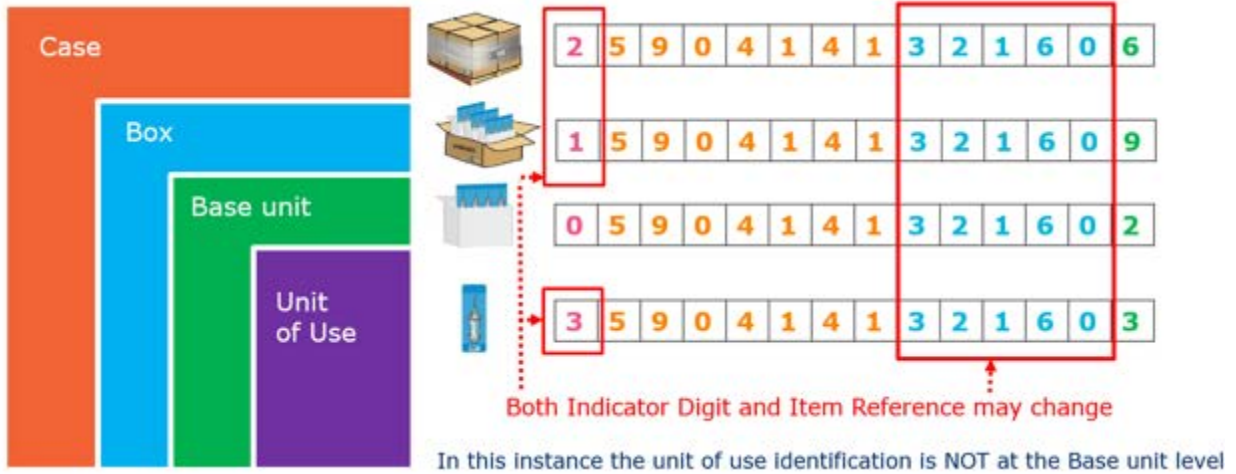 Case
2 5 9 0 4 1 4 1 3 2 1 6 0 6
Box
1 5 9 0 4 1 4 1 3 2 1 6 0 9
Base unit
0 5 9 0 4 1 4 1 3 2 1 6 0 2
Unit
of Use
3 5 9 0 4 1 4 1 3 2 1 6 0 3
Both Indicator Digit and Item Reference may change
In this instance the unit of use identification is NOT at the Base unit level